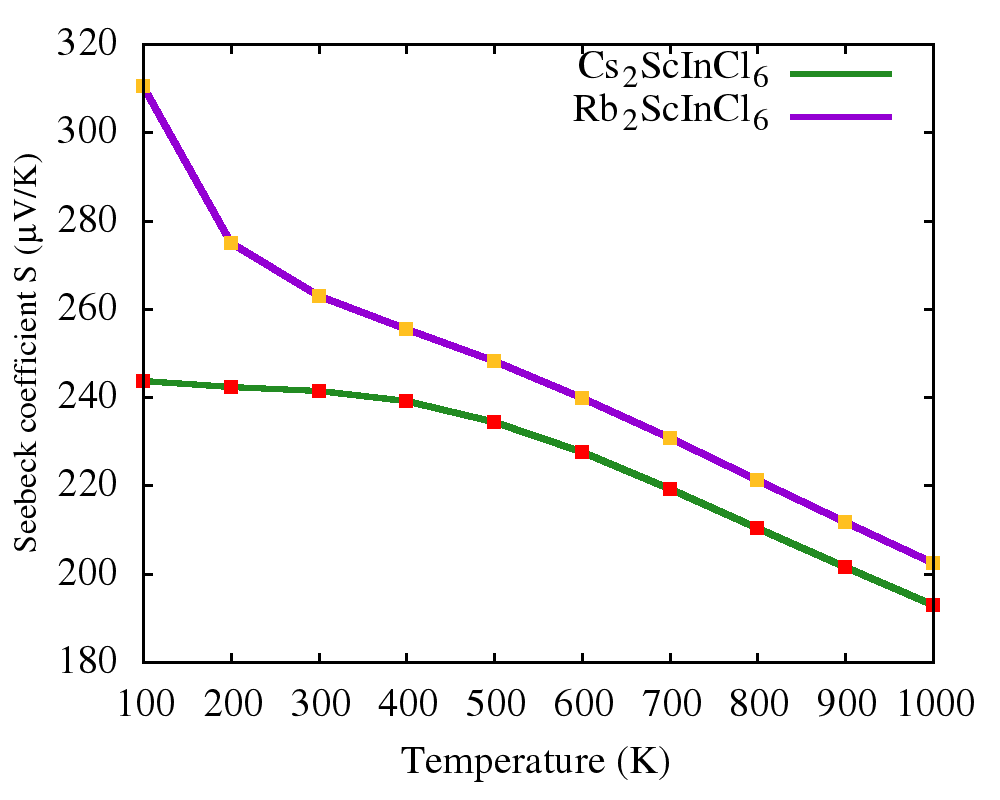 320
300
280
260
240
220
200
180
Seebeck coefficient S (μV/K)
Cs₂ScInCl₆
Rb₂ScInCl₆
100 200 300 400 500 600 700 800 900 1000
Temperature (K)